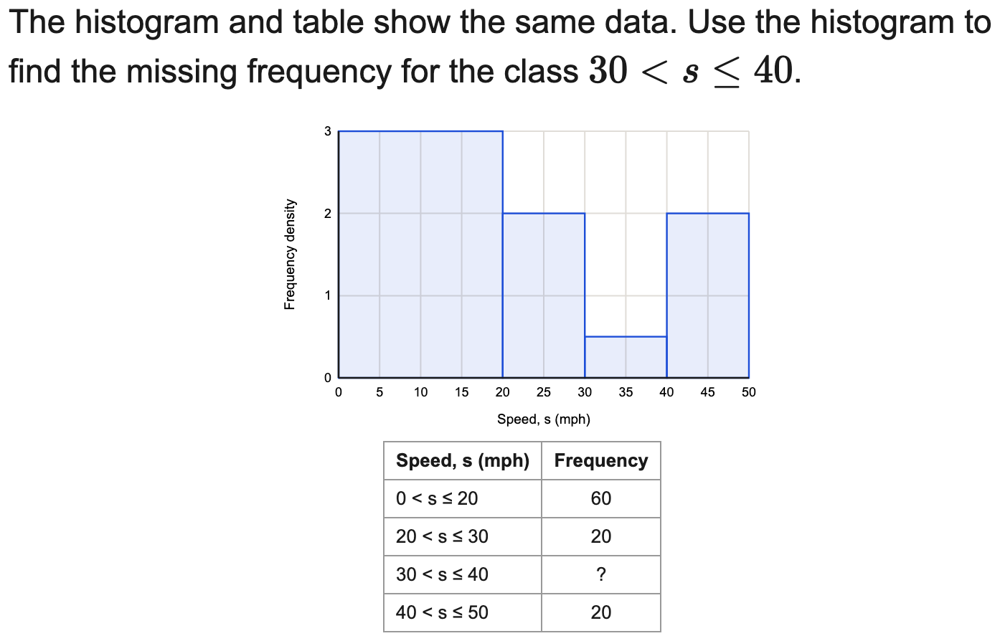 The histogram and table show the same data. Use the histogram to
find the missing frequency for the class 30 < s ≤ 40.
3
2
1
0
Frequency density
0 5 10 15 20 25 30 35 40 45 50
Speed, s (mph)
Speed, s (mph) Frequency
0 < s ≤ 20 60
20 < s ≤ 30 20
30 < s ≤ 40 ?
40 < s ≤ 50 20